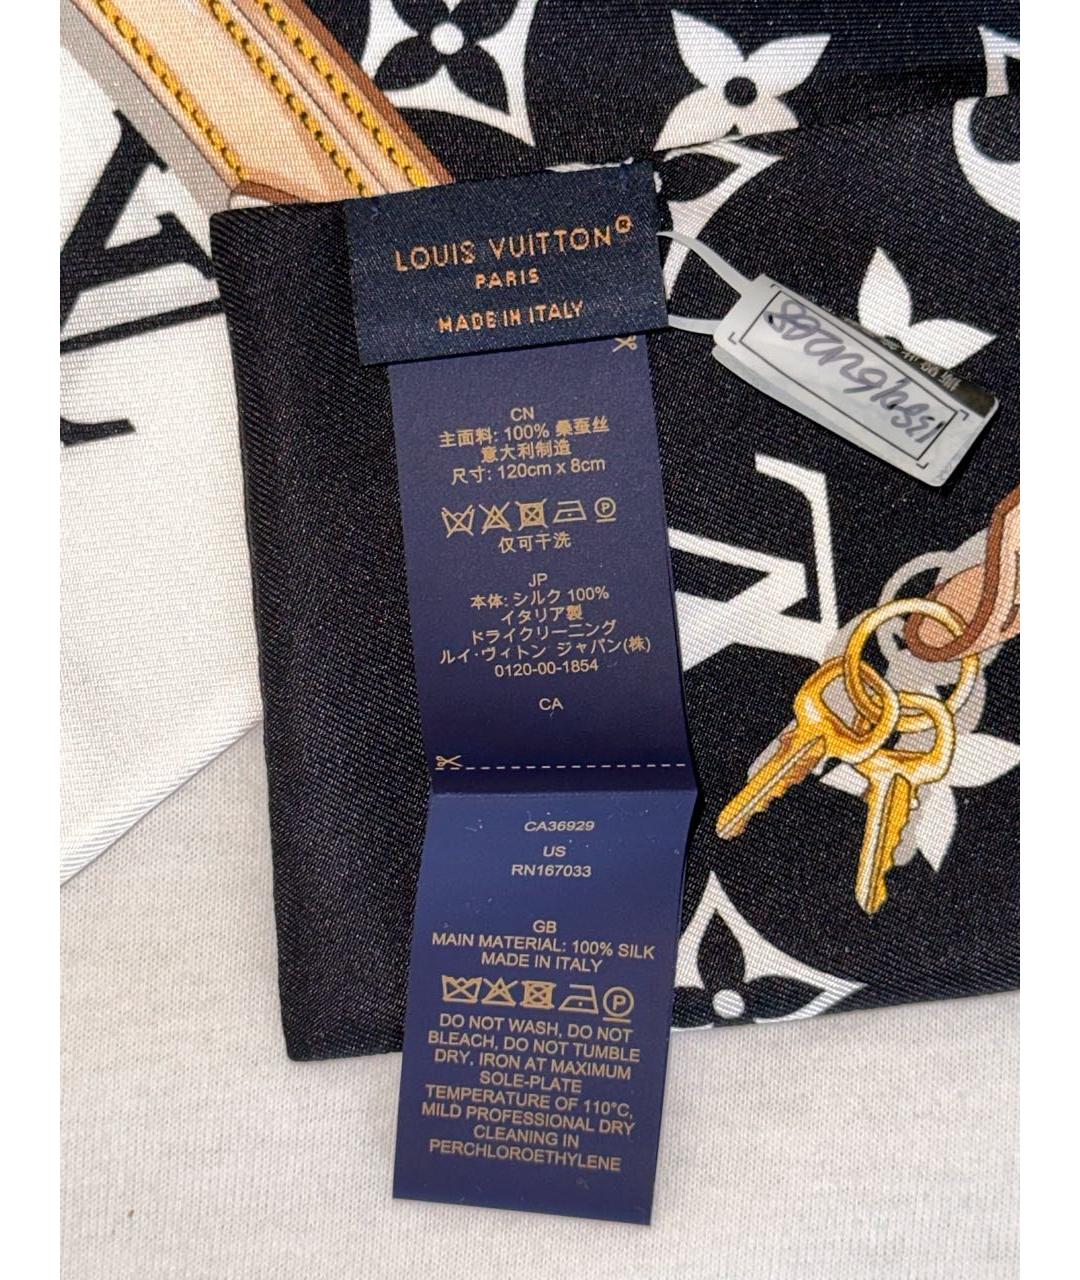 LOUIS VUITTON®
PARIS
MADE IN ITALY
CN
主面料: 100% 桑蚕丝
意大利制造
尺寸: 120cm x 8cm
仅可干洗
JP
本体: シルク 100%
イタリア製
ドライクリーニング
ルイ・ヴィトン ジャパン(株)
0120-00-1854
CA
CA36929
US
RN167033
GB
MAIN MATERIAL: 100% SILK
MADE IN ITALY
DO NOT WASH, DO NOT
BLEACH, DO NOT TUMBLE
DRY, IRON AT MAXIMUM
SOLE-PLATE
TEMPERATURE OF 110°C,
MILD PROFESSIONAL DRY
CLEANING IN
PERCHLOROETHYLENE